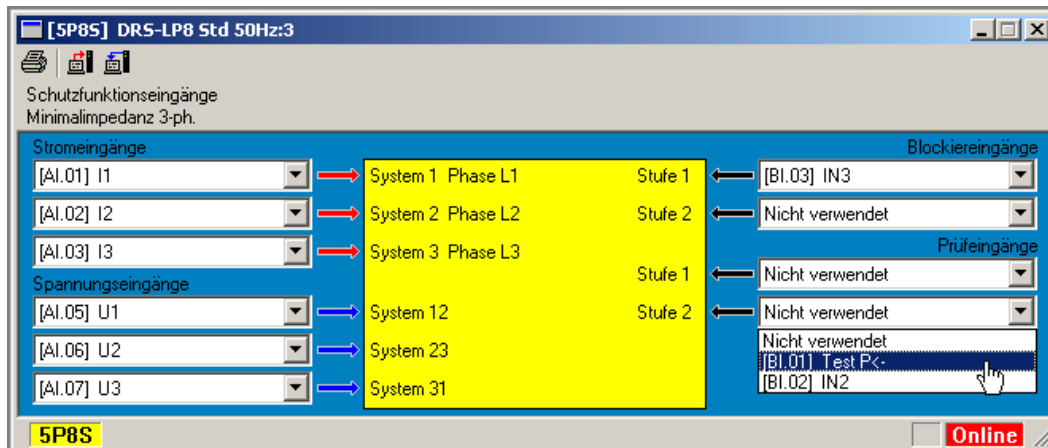 [5P8S] DRS-LP8 Std 50Hz:3
Schutzfunktionseingänge
Minimalimpedanz 3-ph.
Stromeingänge
Blockiereingänge
[AI.01] I1
System 1 Phase L1
Stufe 1
[BI.03] IN3
[AI.02] I2
System 2 Phase L2
Stufe 2
Nicht verwendet
[AI.03] I3
System 3 Phase L3
Prüfeingänge
Stufe 1
Nicht verwendet
Spannungseingänge
[AI.05] U1
System 12
Stufe 2
Nicht verwendet
Nicht verwendet
[BI.01] Test P<-
[BI.02] IN2
[AI.06] U2
System 23
[AI.07] U3
System 31
5P8S
Online